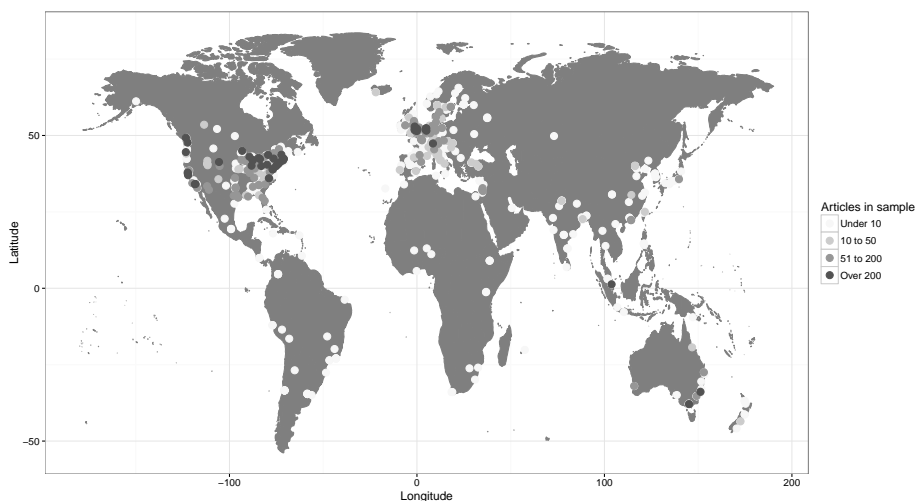 50
0
−50
Latitude
−100
0
100
200
Longitude
Articles in sample
Under 10
10 to 50
51 to 200
Over 200